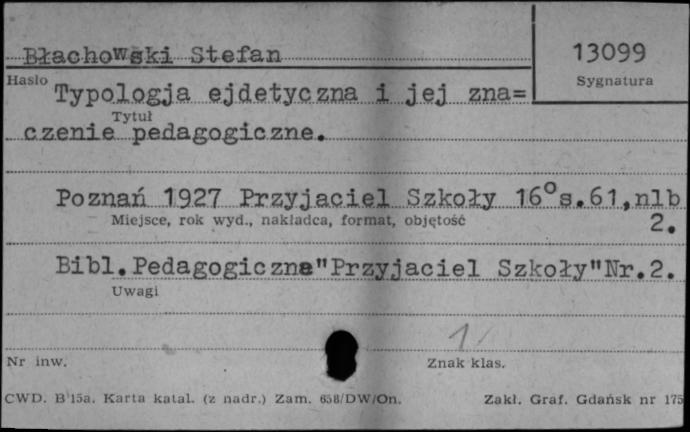 Błachowski Stefan
13099
Hasło
Sygnatura
Typologja ejdetyczna i jej zna=
Tytuł
czenie pedagogiczne.
Poznań 1927 Przyjaciel Szkoły 16° s.61,nlb
Miejsce, rok wyd., nakładca, format, objętość
2.
Bibl.Pedagogiczne"Przyjaciel Szkoły"Nr.2.
Uwagi
1/
Nr inw.
Znak klas.
CWD. B 15a. Karta katal. (z nadr.) Zam. 658/DW/On.
Zakł. Graf. Gdańsk nr 175